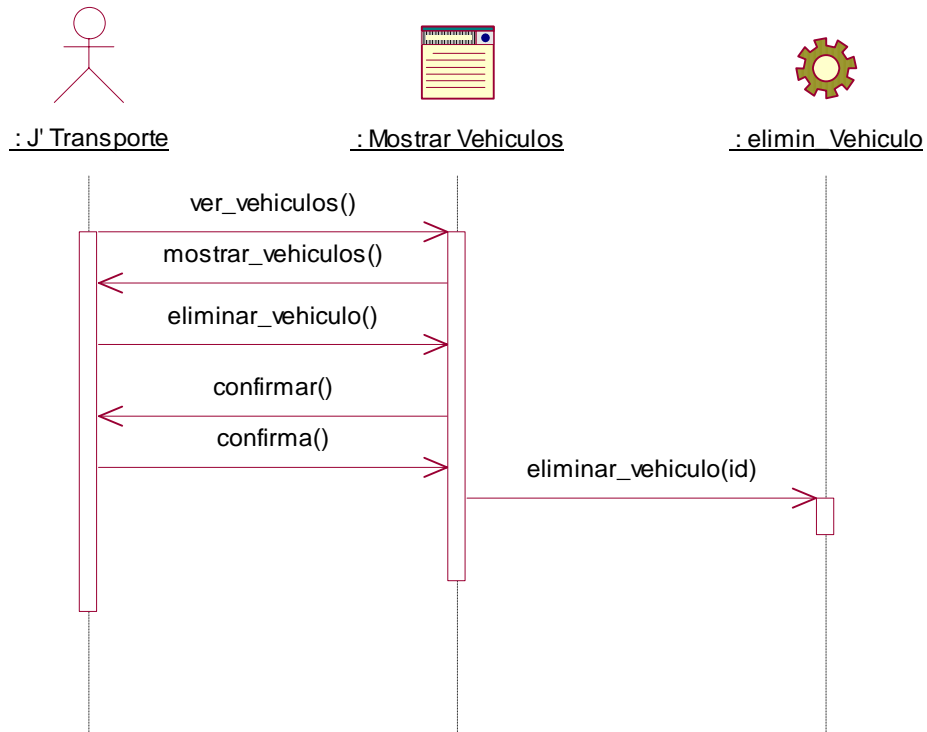 : J' Transporte
: Mostrar Vehiculos
: elimin_Vehiculo
ver_vehiculos()
mostrar_vehiculos()
eliminar_vehiculo()
confirmar()
confirma()
eliminar_vehiculo(id)